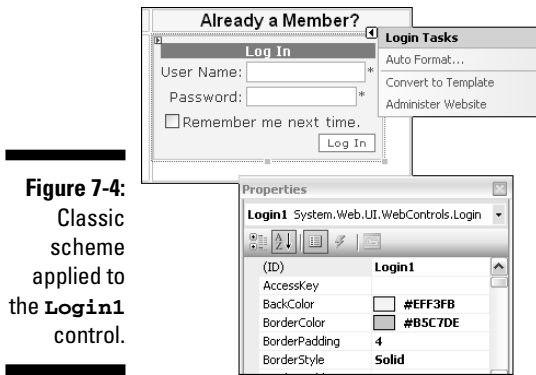 Already a Member?
Login Tasks
Log In
Auto Format...
User Name:
*
Convert to Template
Password:
*
Administer Website
Remember me next time.
Log In
Figure 7-4:
Classic
scheme
applied to
the Login1
control.
Properties
Login1 System.Web.UI.WebControls.Login
(ID) Login1
AccessKey
BackColor #EFF3FB
BorderColor #B5C7DE
BorderPadding 4
BorderStyle Solid